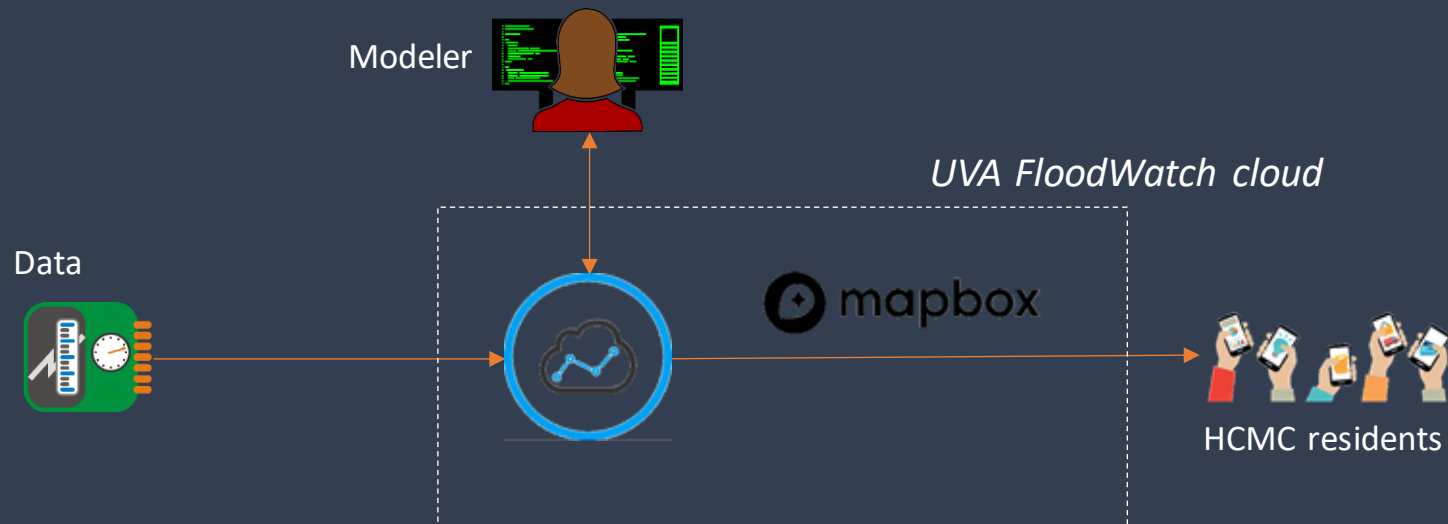 Modeler
UVA FloodWatch cloud
Data
mapbox
HCMC residents